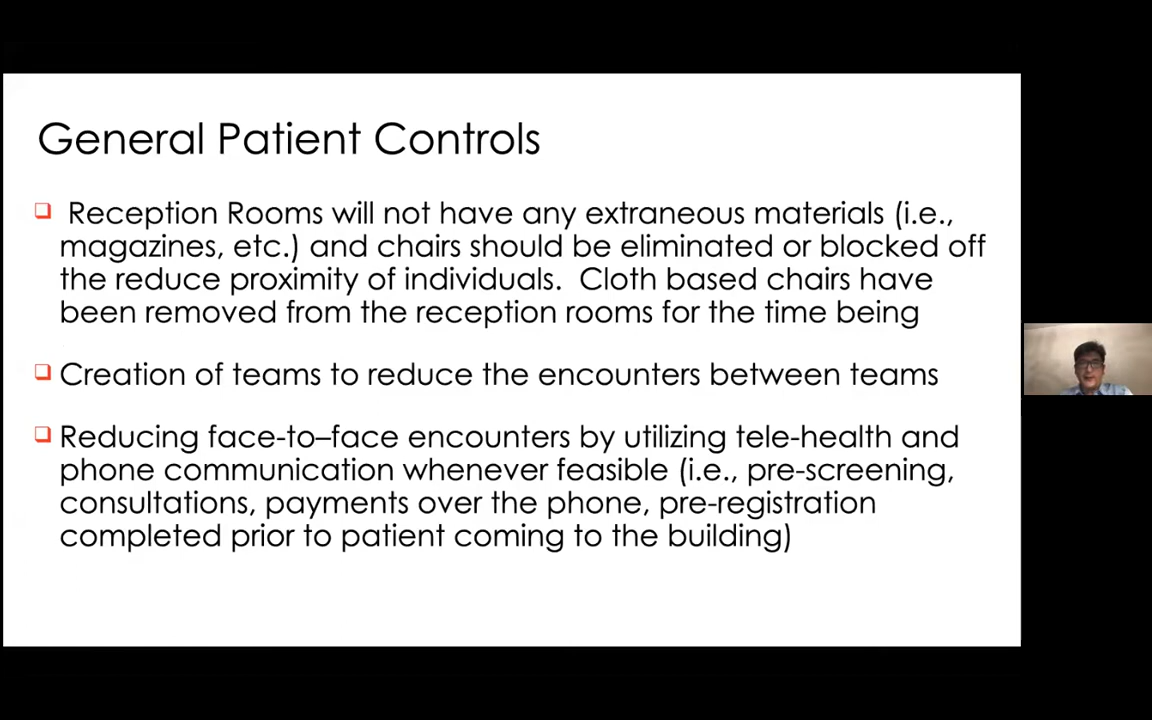 General Patient Controls
Reception Rooms will not have any extraneous materials (i.e.,
magazines, etc.) and chairs should be eliminated or blocked off
the reduce proximity of individuals.  Cloth based chairs have
been removed from the reception rooms for the time being
Creation of teams to reduce the encounters between teams
Reducing face-to–face encounters by utilizing tele-health and
phone communication whenever feasible (i.e., pre-screening,
consultations, payments over the phone, pre-registration
completed prior to patient coming to the building)